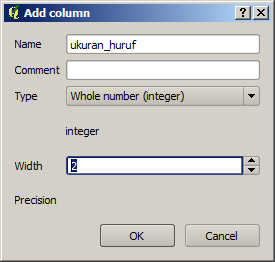 Add column
Name ukuran_huruf
Comment
Type Whole number (integer)
integer
Width 2
Precision
OK Cancel